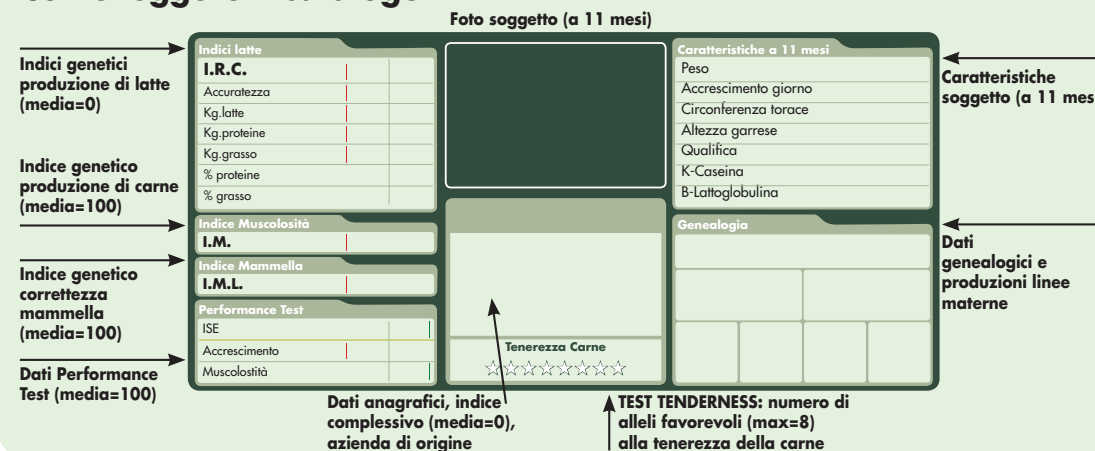 Foto soggetto (a 11 mesi)
Indici genetici
produzione di latte
(media=0)
Indice genetico
produzione di carne
(media=100)
Indice genetico
correttezza
mammella
(media=100)
Dati Performance
Test (media=100)
Indici latte
I.R.C.
Accuratezza
Kg.latte
Kg.proteine
Kg.grasso
% proteine
% grasso
Indice Muscolosità
I.M.
Indice Mammella
I.M.L.
Performance Test
ISE
Accrescimento
Muscolostità
Tenerezza Carne
Caratteristiche a 11 mesi
Peso
Accrescimento giorno
Circonferenza torace
Altezza garrese
Qualifica
K-Caseina
B-Lattoglobulina
Genealogia
Caratteristiche
soggetto (a 11 mes
Dati
genealogici e
produzioni linee
materne
Dati anagrafici, indice
complessivo (media=0),
azienda di origine
TEST TENDERNESS: numero di
alleli favorevoli (max=8)
alla tenerezza della carne